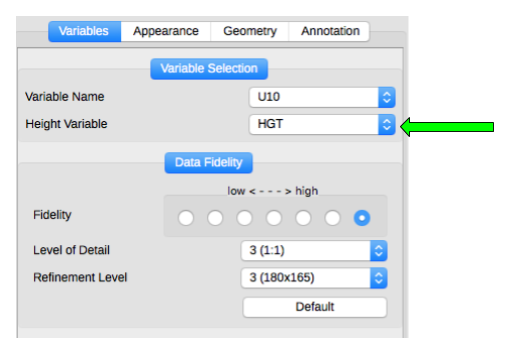 Variables Appearance Geometry Annotation
Variable Selection
Variable Name U10
Height Variable HGT
Data Fidelity
low < - - - > high
Fidelity
Level of Detail 3 (1:1)
Refinement Level 3 (180x165)
Default